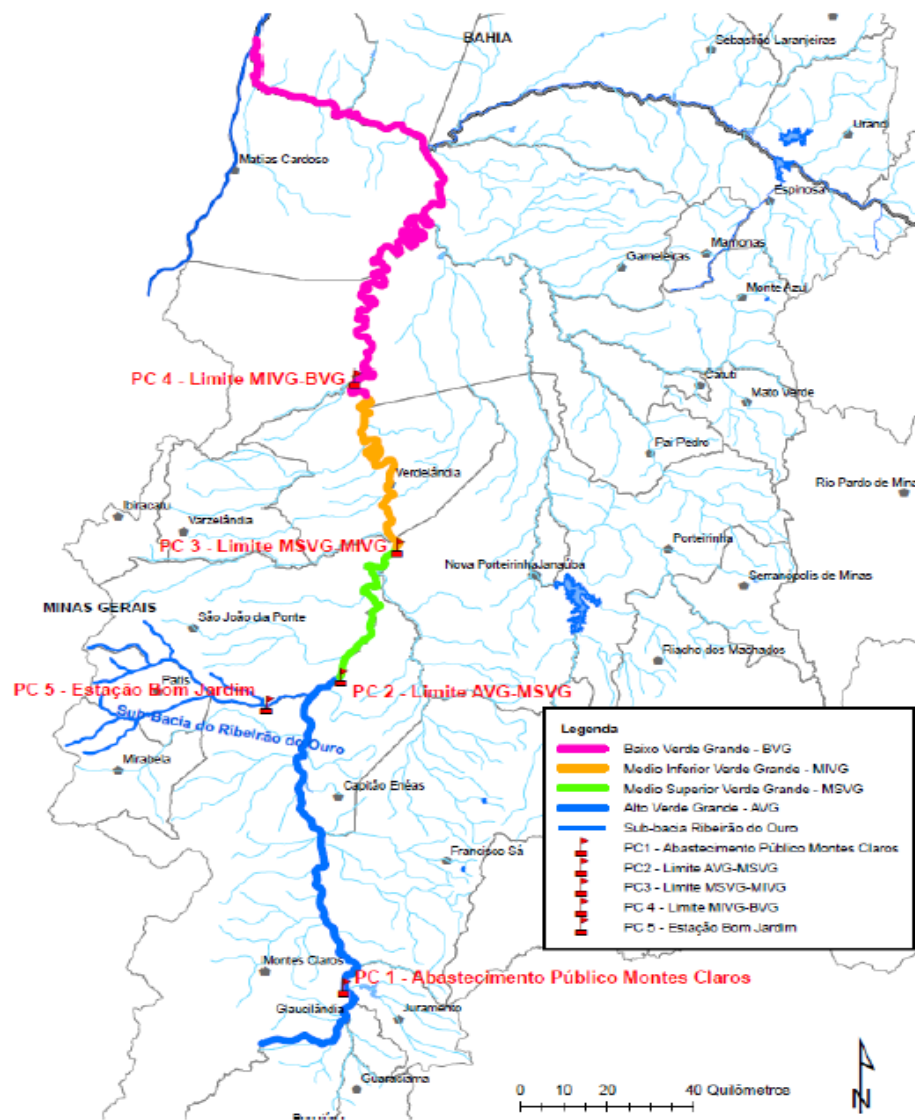 BAHIA
Sebastião Laranjeiras
Urandi
Matias Cardoso
Espinosa
Mamonas
Gameleiras
Monte Azul
PC 4 - Limite MIVG-BVG
Catuti
Mato Verde
Pai Pedro
Verdelândia
Rio Pardo de Mina
Ibiracatu
Varzelândia
PC 3 - Limite MSVG-MIVG
Porteirinha
Nova Porteirinha
Janaúba
Serranópolis de Minas
MINAS GERAIS
São João da Ponte
Riacho dos Machados
Patis
PC 5 - Estação Bom Jardim
PC 2 - Limite AVG-MSVG
Sub-Bacia do Ribeirão do Ouro
Mirabela
Capitão Enéas
Francisco Sá
Legenda
Baixo Verde Grande - BVG
Medio Inferior Verde Grande - MIVG
Medio Superior Verde Grande - MSVG
Alto Verde Grande - AVG
Sub-bacia Ribeirão do Ouro
PC1 - Abastecimento Público Montes Claros
PC2 - Limite AVG-MSVG
PC3 - Limite MSVG-MIVG
PC 4 - Limite MIVG-BVG
PC 5 - Estação Bom Jardim
Montes Claros
PC 1 - Abastecimento Público Montes Claros
Glaucilândia
Juramento
Guaraciama
0 10 20 40 Quilômetros
N